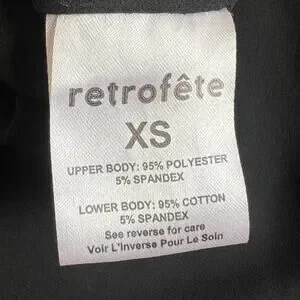 retrofête
XS
UPPER BODY: 95% POLYESTER
5% SPANDEX
LOWER BODY: 95% COTTON
5% SPANDEX
See reverse for care
Voir L'Inverse Pour Le Soin